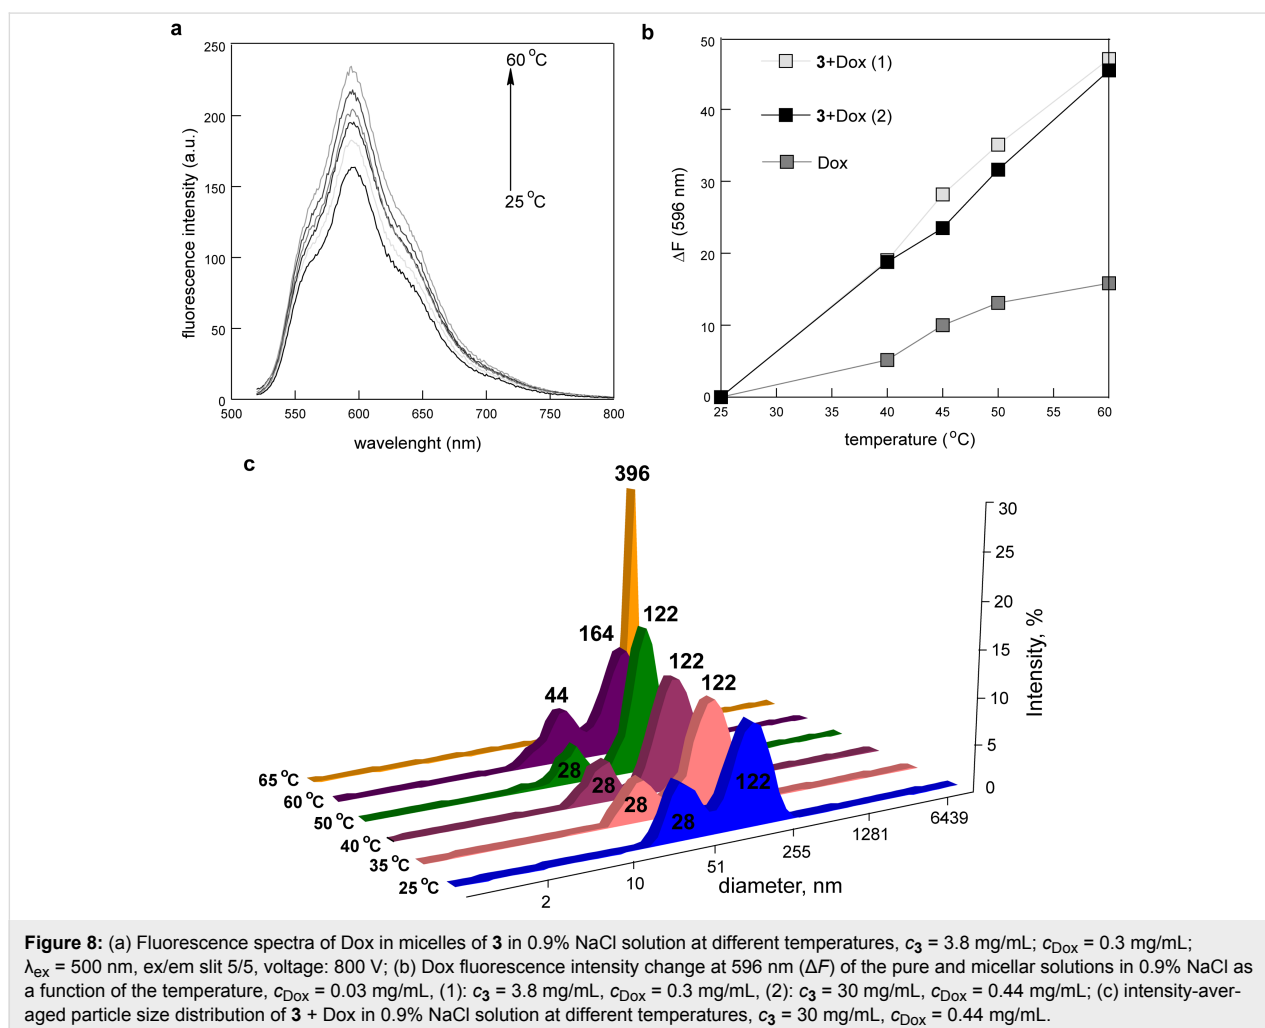 a
250
200
150
100
50
0
500 550 600 650 700 750 800
fluorescence intensity (a.u.)
wavelenght (nm)
60 °C
25 °C
b
50
40
30
20
10
0
25 30 35 40 45 50 55 60
ΔF (596 nm)
temperature (°C)
3+Dox (1)
3+Dox (2)
Dox
c
396
164
122
122
122
44
28
28
28
28
122
65 °C
60 °C
50 °C
40 °C
35 °C
25 °C
2 10 51 255 1281 6439
diameter, nm
30
25
20
15
10
5
0
Intensity, %
Figure 8: (a) Fluorescence spectra of Dox in micelles of 3 in 0.9% NaCl solution at different temperatures, c3 = 3.8 mg/mL; cDox = 0.3 mg/mL;
λex = 500 nm, ex/em slit 5/5, voltage: 800 V; (b) Dox fluorescence intensity change at 596 nm (ΔF) of the pure and micellar solutions in 0.9% NaCl as
a function of the temperature, cDox = 0.03 mg/mL, (1): c3 = 3.8 mg/mL, cDox = 0.3 mg/mL, (2): c3 = 30 mg/mL, cDox = 0.44 mg/mL; (c) intensity-aver-
aged particle size distribution of 3 + Dox in 0.9% NaCl solution at different temperatures, c3 = 30 mg/mL, cDox = 0.44 mg/mL.